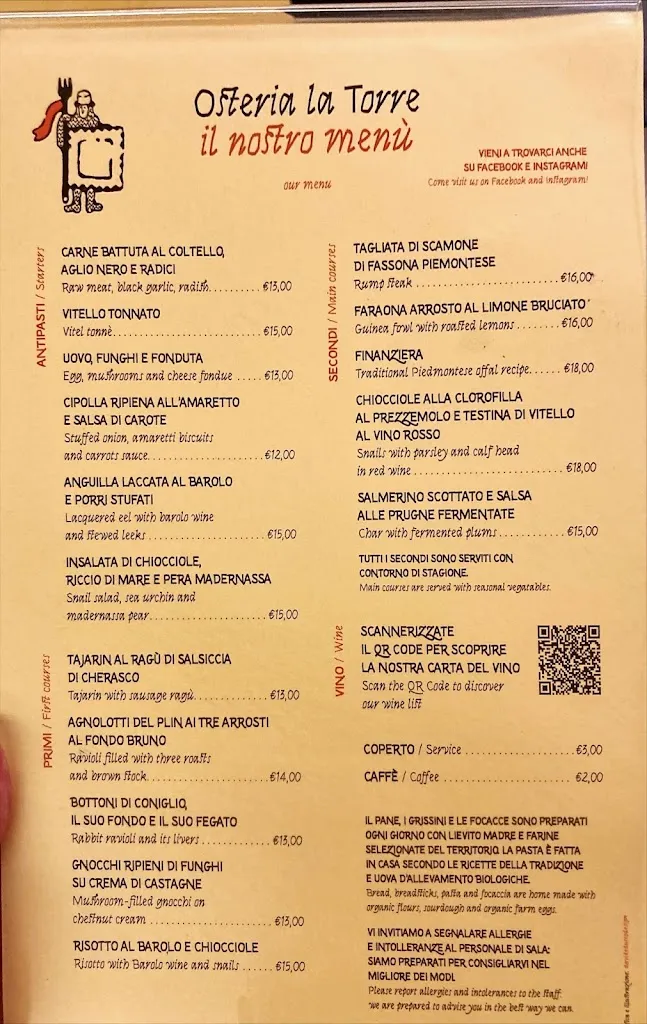 Osteria la Torre
il nostro menù
our menu
VIENI A TROVARCI ANCHE
SU FACEBOOK E INSTAGRAM!
Come visit us on Facebook and Instagram!
ANTIPASTI / Starters
CARNE BATTUTA AL COLTELLO,
AGLIO NERO E RADICI
Raw meat, black garlic, radish.........€13,00
VITELLO TONNATO
Vitel tonnè..........................€15,00
UOVO, FUNGHI E FONDUTA
Egg, mushrooms and cheese fondue .....€13,00
CIPOLLA RIPIENA ALL'AMARETTO
E SALSA DI CAROTE
Stuffed onion, amaretti biscuits
and carrots sauce.....................€12,00
ANGUILLA LACCATA AL BAROLO
E PORRI STUFATI
Lacquered eel with barolo wine
and stewed leeks ......................€15,00
INSALATA DI CHIOCCIOLE,
RICCIO DI MARE E PERA MADERNASSA
Snail salad, sea urchin and
madernassa pear......................€15,00
PRIMI / First courses
TAJARIN AL RAGÙ DI SALSICCIA
DI CHERASCO
Tajarin with sausage ragù.............€13,00
AGNOLOTTI DEL PLIN AI TRE ARROSTI
AL FONDO BRUNO
Ravioli filled with three roasts
and brown stock......................€14,00
BOTTONI DI CONIGLIO,
IL SUO FONDO E IL SUO FEGATO
Rabbit ravioli and its livers ............€13,00
GNOCCHI RIPIENI DI FUNGHI
SU CREMA DI CASTAGNE
Mushroom-filled gnocchi on
chestnut cream ......................€13,00
RISOTTO AL BAROLO E CHIOCCIOLE
Risotto with Barolo wine and snails .....€15,00
SECONDI / Main courses
TAGLIATA DI SCAMONE
DI FASSONA PIEMONTESE
Rump steak .........................€16,00
FARAONA ARROSTO AL LIMONE BRUCIATO
Guinea fowl with roasted lemons .......€16,00
FINANZIERA
Traditional Piedmontese offal recipe......€18,00
CHIOCCIOLE ALLA CLOROFILLA
AL PREZZEMOLO E TESTINA DI VITELLO
AL VINO ROSSO
Snails with parsley and calf head
in red wine ..........................€18,00
SALMERINO SCOTTATO E SALSA
ALLE PRUGNE FERMENTATE
Char with fermented plums............€15,00
TUTTI I SECONDI SONO SERVITI CON
CONTORNO DI STAGIONE.
Main courses are served with seasonal vegatables.
VINO / Wine
SCANNERIZZATE
IL QR CODE PER SCOPRIRE
LA NOSTRA CARTA DEL VINO
Scan the QR Code to discover
our wine list
COPERTO / Service ....................€3,00
CAFFÈ / Coffee .......................€2,00
IL PANE, I GRISSINI E LE FOCACCE SONO PREPARATI
OGNI GIORNO CON LIEVITO MADRE E FARINE
SELEZIONATE DEL TERRITORIO. LA PASTA È FATTA
IN CASA SECONDO LE RICETTE DELLA TRADIZIONE
E UOVA D'ALLEVAMENTO BIOLOGICHE.
Bread, breadsticks, pasta and focaccia are home made with
organic flours, sourdough and organic farm eggs.
VI INVITIAMO A SEGNALARE ALLERGIE
E INTOLLERANZE AL PERSONALE DI SALA:
SIAMO PREPARATI PER CONSIGLIARVI NEL
MIGLIORE DEI MODI.
Please report allergies and intolerances to the staff:
we are prepared to advise you in the best way we can.